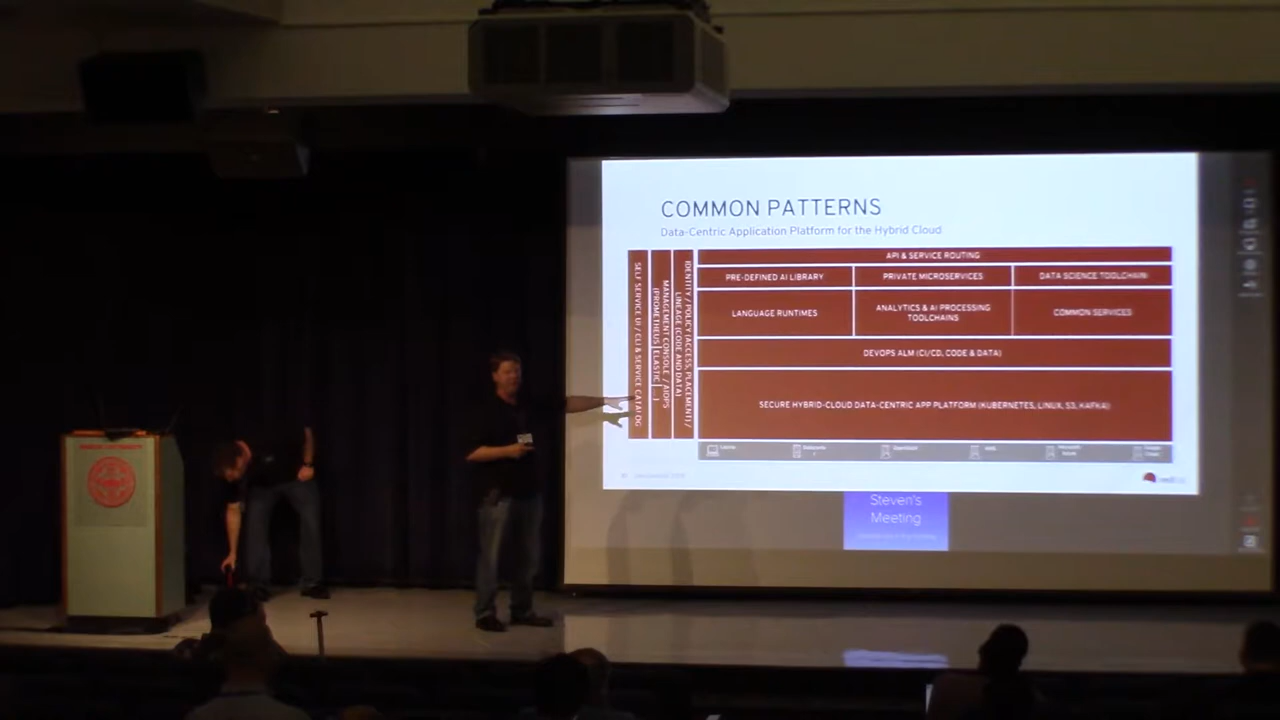 COMMON PATTERNS
Data-Centric Application Platform for the Hybrid Cloud
SELF SERVICE UI / CLI & SERVICE CATALOG
MANAGEMENT CONSOLE / AIOPS
(PROMETHEUS | ELASTIC | ...)
IDENTITY / POLICY (ACCESS, PLACEMENT) /
LINEAGE (CODE AND DATA)
API & SERVICE ROUTING
PRE-DEFINED AI LIBRARY
PRIVATE MICROSERVICES
DATA SCIENCE TOOLCHAIN
LANGUAGE RUNTIMES
ANALYTICS & AI PROCESSING
TOOLCHAINS
COMMON SERVICES
DEVOPS ALM (CI/CD, CODE & DATA)
SECURE HYBRID-CLOUD DATA-CENTRIC APP PLATFORM (KUBERNETES, LINUX, S3, KAFKA)
Steven's
Meeting